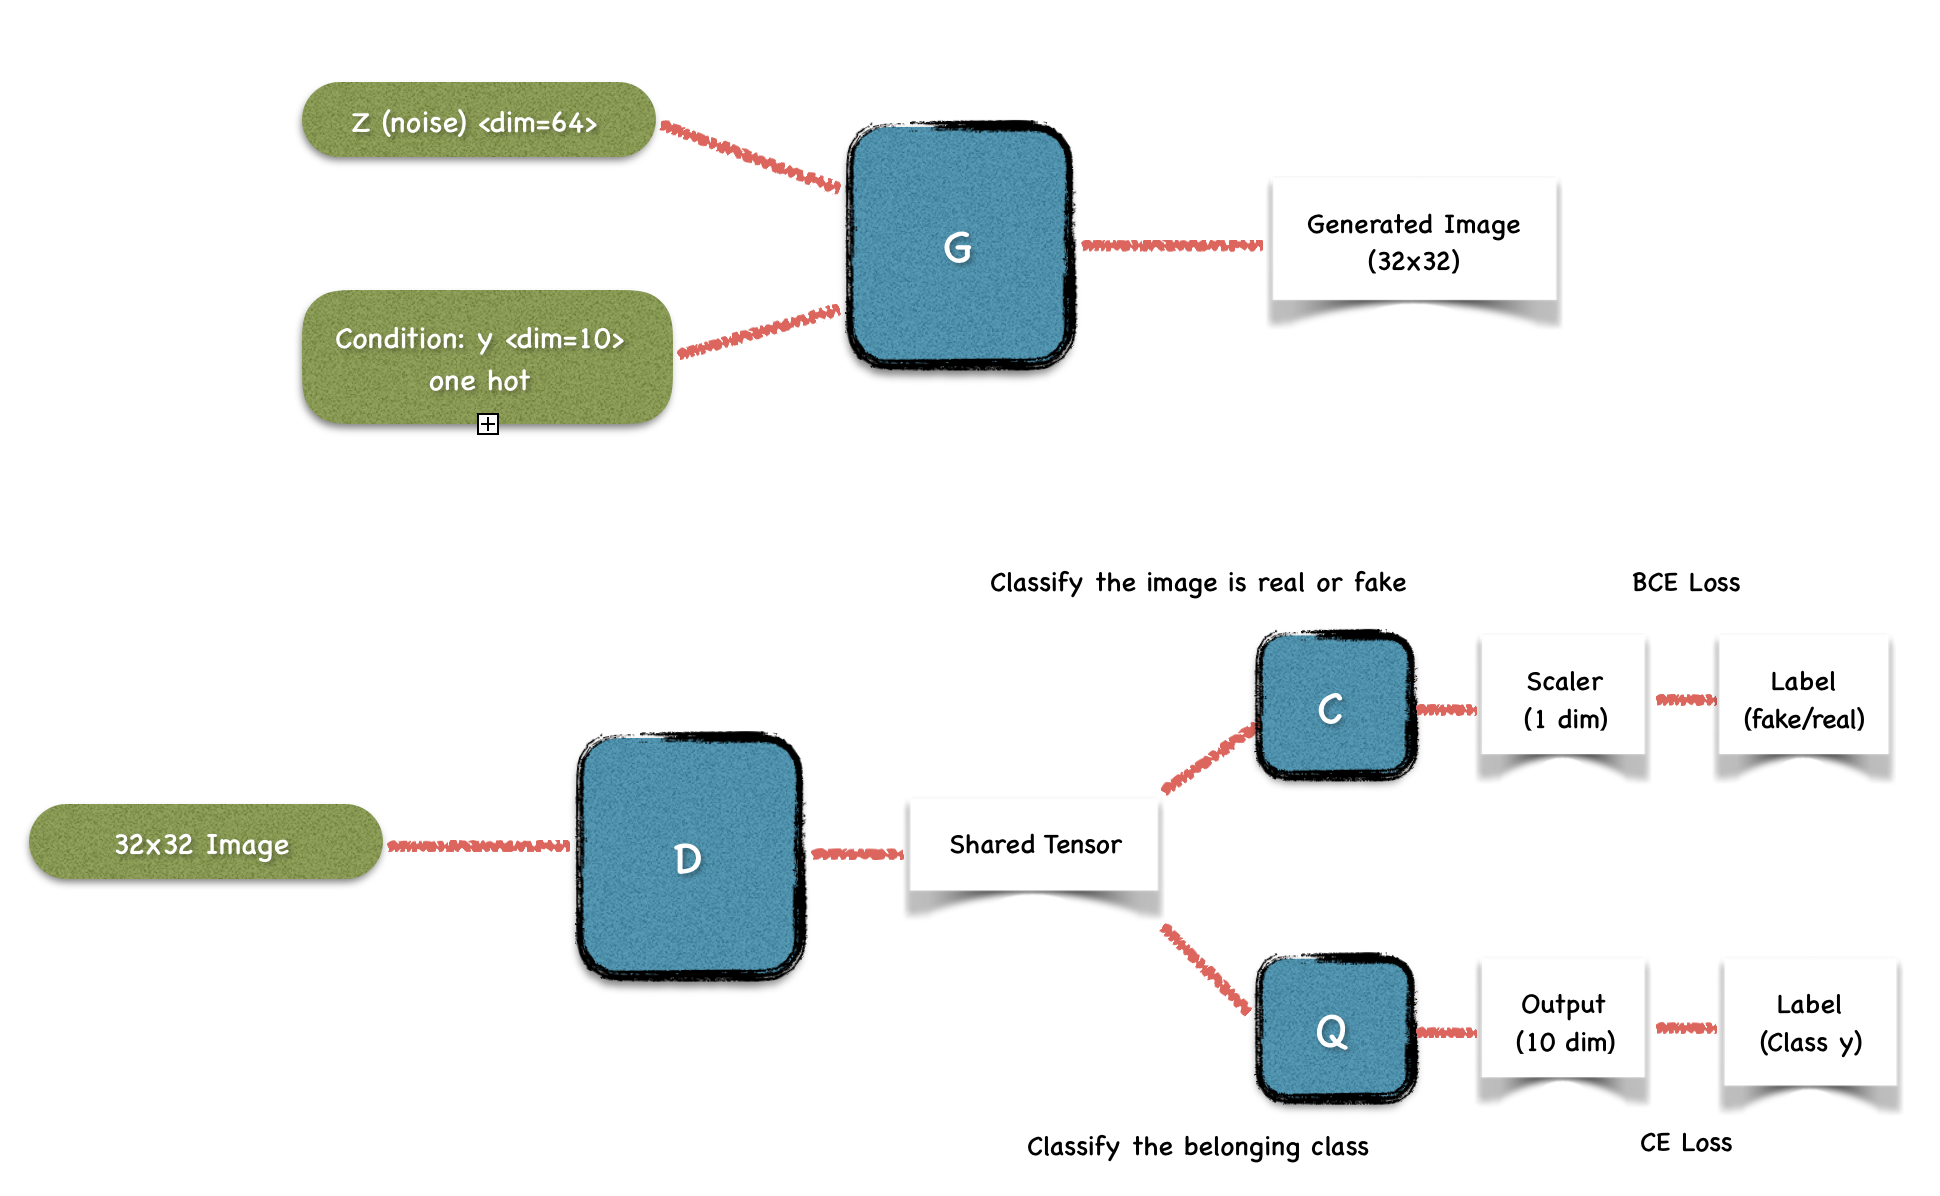 Z (noise) <dim=64>
G
Generated Image
(32x32)
Condition: y <dim=10>
one hot
Classify the image is real or fake
BCE Loss
C
Scaler
(1 dim)
Label
(fake/real)
32x32 Image
D
Shared Tensor
Q
Output
(10 dim)
Label
(Class y)
Classify the belonging class
CE Loss